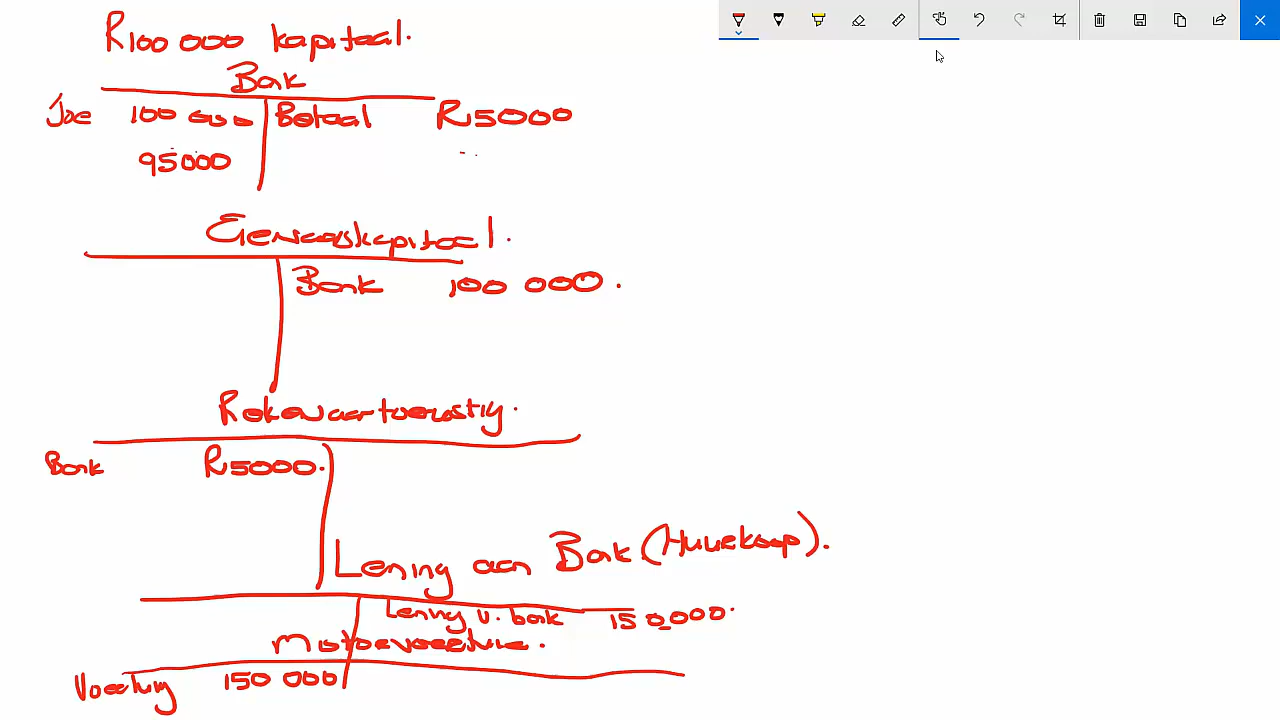 R100 000 kapitaal.
Bank
Joe 100 000 Betaal R5000
95000
Eienaarskapitaal.
Bank 100 000.
Rekenaartoerusting.
Bank R5000.
Lening aan Bank (Huurkoop).
Lening v. bank 150,000.
Motorvoertuie.
Voertuig 150 000